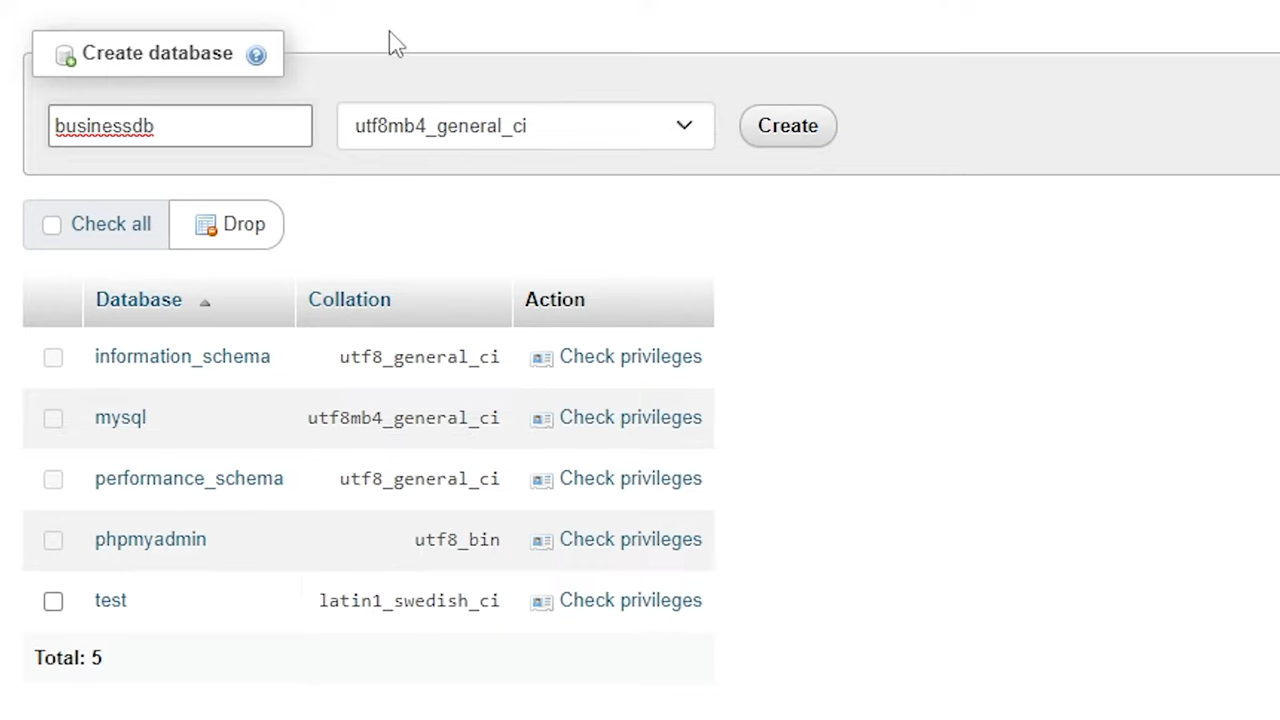 Create database
businessdb utf8mb4_general_ci Create
Check all Drop
Database Collation Action
information_schema utf8_general_ci Check privileges
mysql utf8mb4_general_ci Check privileges
performance_schema utf8_general_ci Check privileges
phpmyadmin utf8_bin Check privileges
test latin1_swedish_ci Check privileges
Total: 5